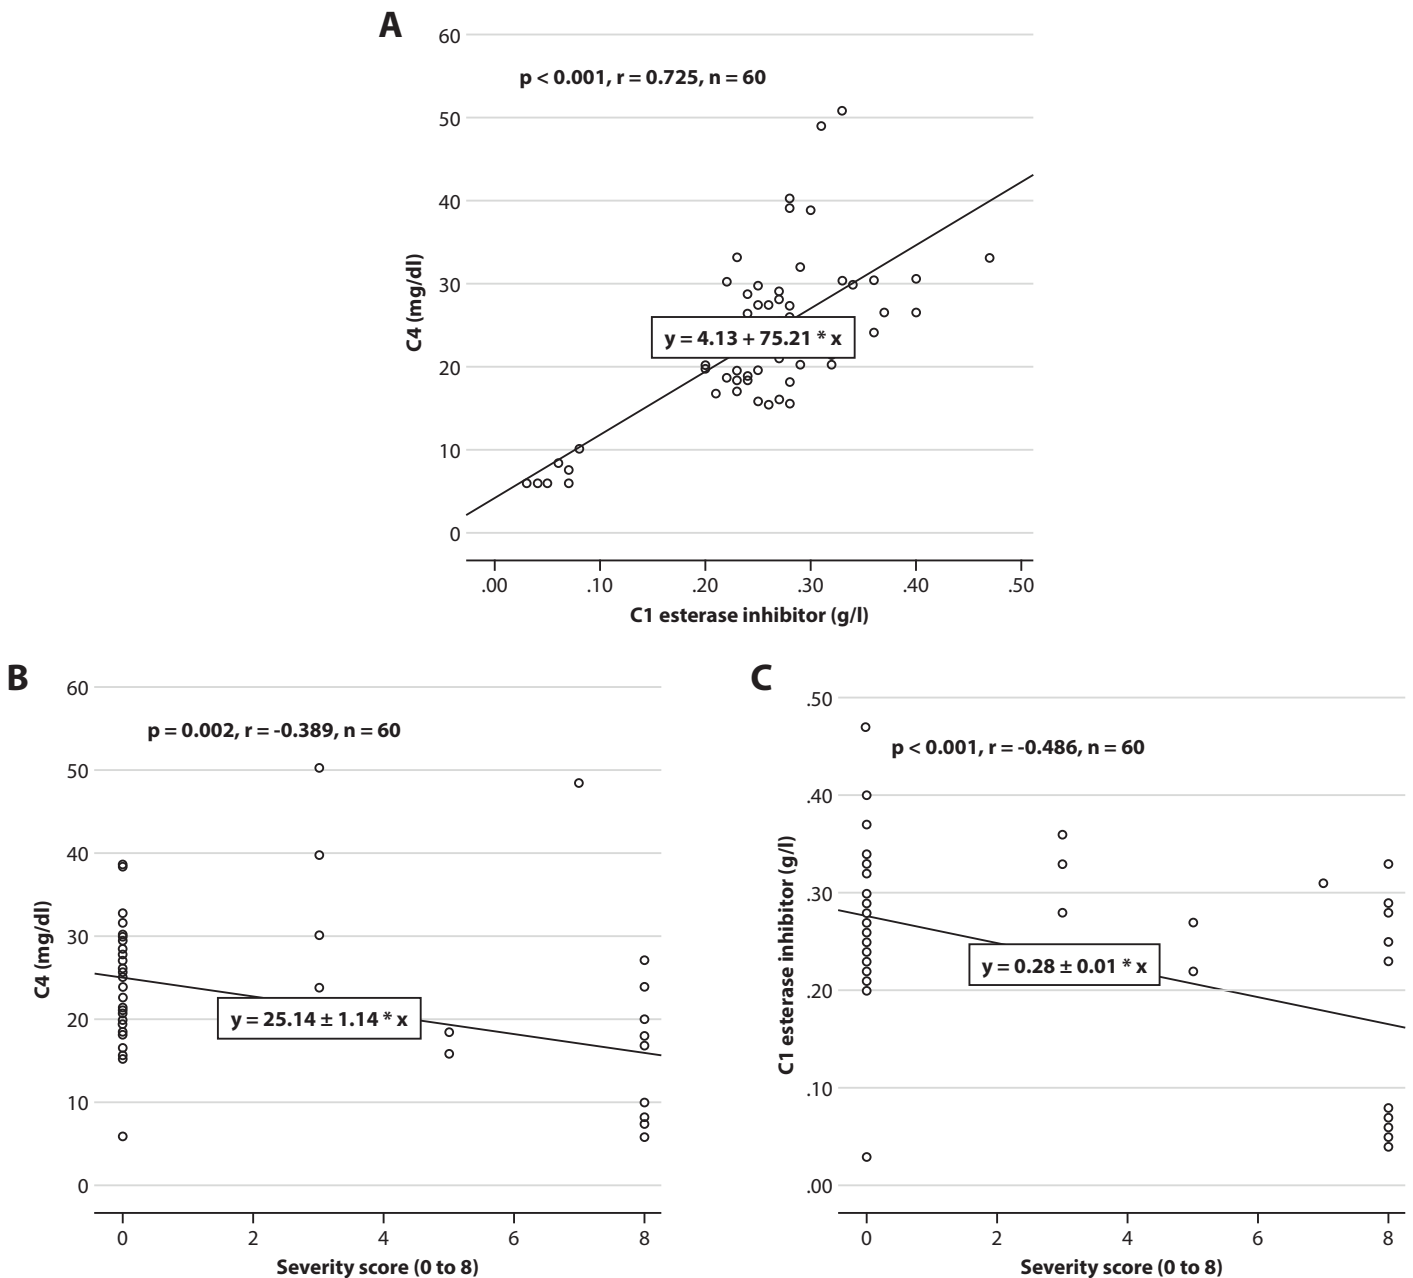 A
60
p < 0.001, r = 0.725, n = 60
50
40
30
20
10
0
C4 (mg/dl)
y = 4.13 + 75.21 * x
.00 .10 .20 .30 .40 .50
C1 esterase inhibitor (g/l)
B
60
p = 0.002, r = -0.389, n = 60
50
40
30
20
10
0
C4 (mg/dl)
y = 25.14 ± 1.14 * x
0 2 4 6 8
Severity score (0 to 8)
C
.50
p < 0.001, r = -0.486, n = 60
.40
.30
.20
.10
.00
C1 esterase inhibitor (g/l)
y = 0.28 ± 0.01 * x
0 2 4 6 8
Severity score (0 to 8)